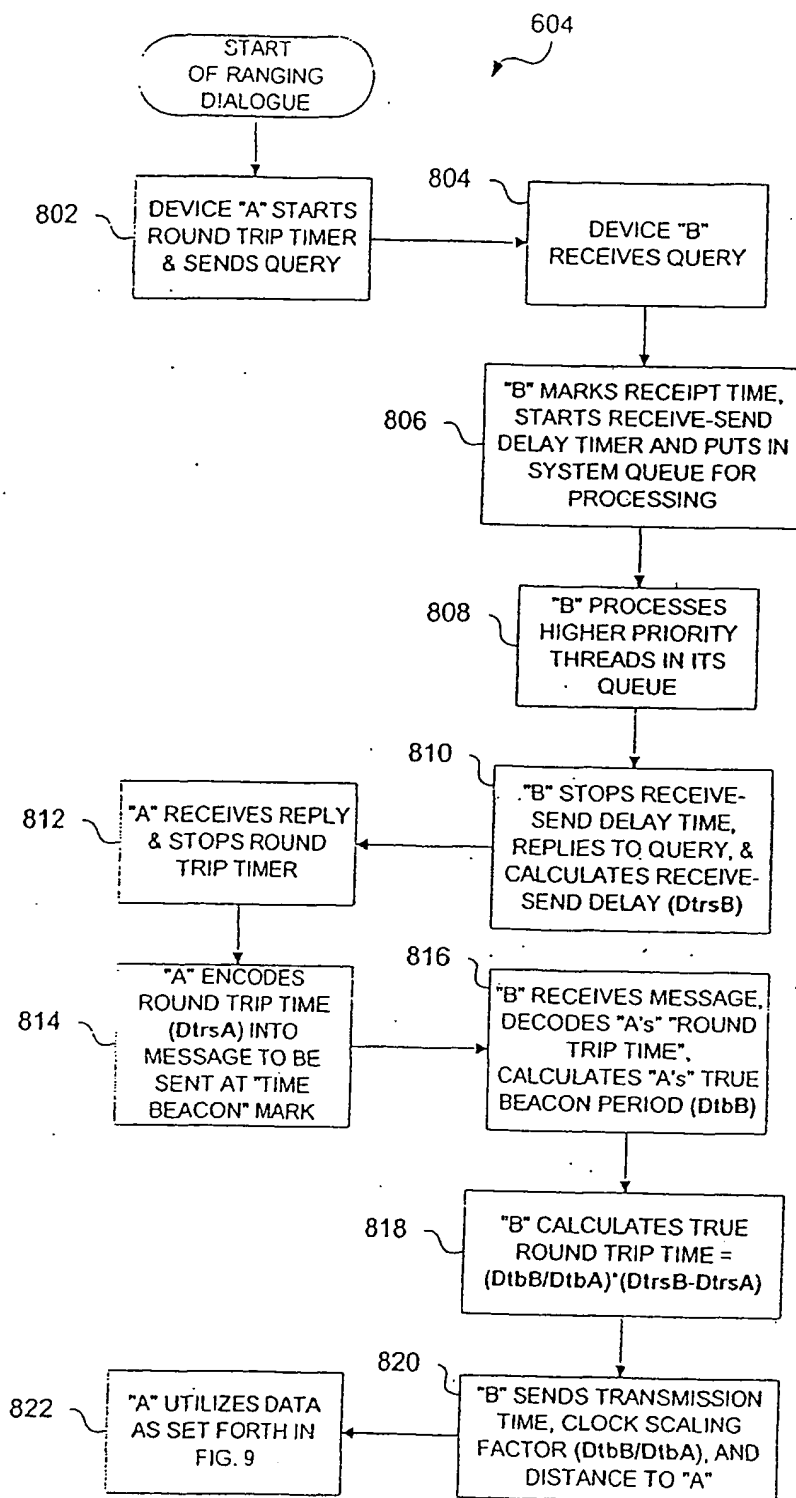 604
START
OF RANGING
DIALOGUE
802
DEVICE "A" STARTS
ROUND TRIP TIMER
& SENDS QUERY
804
DEVICE "B"
RECEIVES QUERY
806
"B" MARKS RECEIPT TIME,
STARTS RECEIVE-SEND
DELAY TIMER AND PUTS IN
SYSTEM QUEUE FOR
PROCESSING
808
"B" PROCESSES
HIGHER PRIORITY
THREADS IN ITS
QUEUE
810
"B" STOPS RECEIVE-
SEND DELAY TIME,
REPLIES TO QUERY, &
CALCULATES RECEIVE-
SEND DELAY (DtrsB)
812
"A" RECEIVES REPLY
& STOPS ROUND
TRIP TIMER
814
"A" ENCODES
ROUND TRIP TIME
(DtrsA) INTO
MESSAGE TO BE
SENT AT "TIME
BEACON" MARK
816
"B" RECEIVES MESSAGE,
DECODES "A's" "ROUND
TRIP TIME",
CALCULATES "A's" TRUE
BEACON PERIOD (DtbB)
818
"B" CALCULATES TRUE
ROUND TRIP TIME =
(DtbB/DtbA)*(DtrsB-DtrsA)
820
"B" SENDS TRANSMISSION
TIME, CLOCK SCALING
FACTOR (DtbB/DtbA), AND
DISTANCE TO "A"
822
"A" UTILIZES DATA
AS SET FORTH IN
FIG. 9